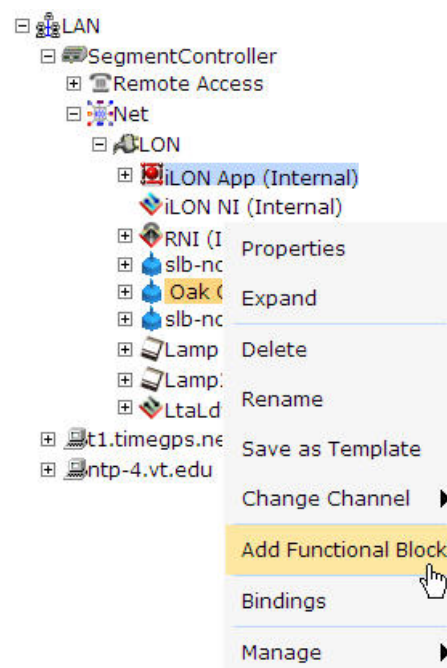 LAN
SegmentController
Remote Access
Net
LON
iLON App (Internal)
iLON NI (Internal)
RNI (I
slb-no
Oak
slb-no
Lamp
Lamp
LtaLd
t1.timegps.ne
ntp-4.vt.edu
Properties
Expand
Delete
Rename
Save as Template
Change Channel
Add Functional Block
Bindings
Manage